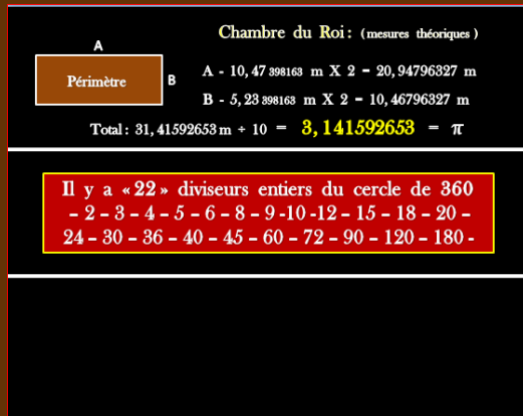 Chambre du Roi: (mesures théoriques )
A
Périmètre
B
A - 10,47 398163 m X 2 - 20,94796327 m
B - 5,23 398163 m X 2 - 10,46796327 m
Total: 31,41592653 m ÷ 10 = 3,141592653 = π
Il y a «22» diviseurs entiers du cercle de 360
- 2 - 3 - 4 - 5 - 6 - 8 - 9 -10 -12 - 15 - 18 - 20 -
24 - 30 - 36 - 40 - 45 - 60 - 72 - 90 - 120 - 180 -